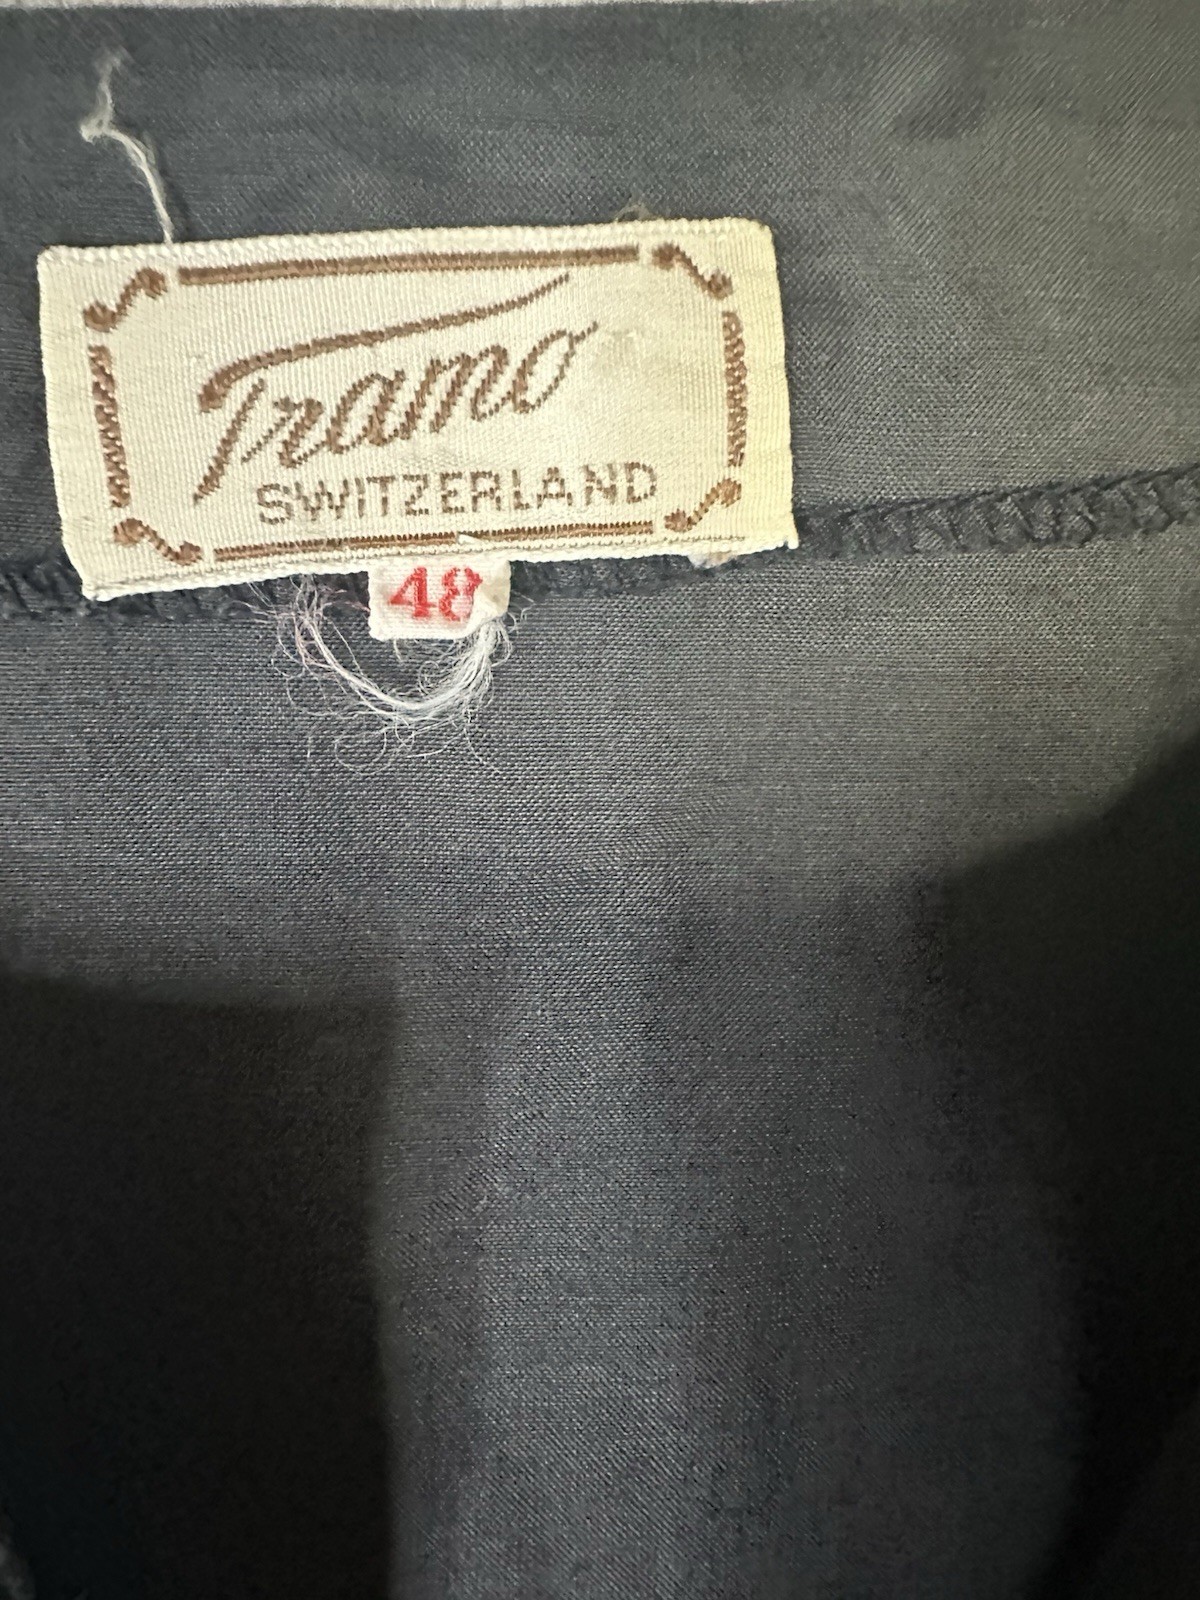 Tramo
SWITZERLAND
48